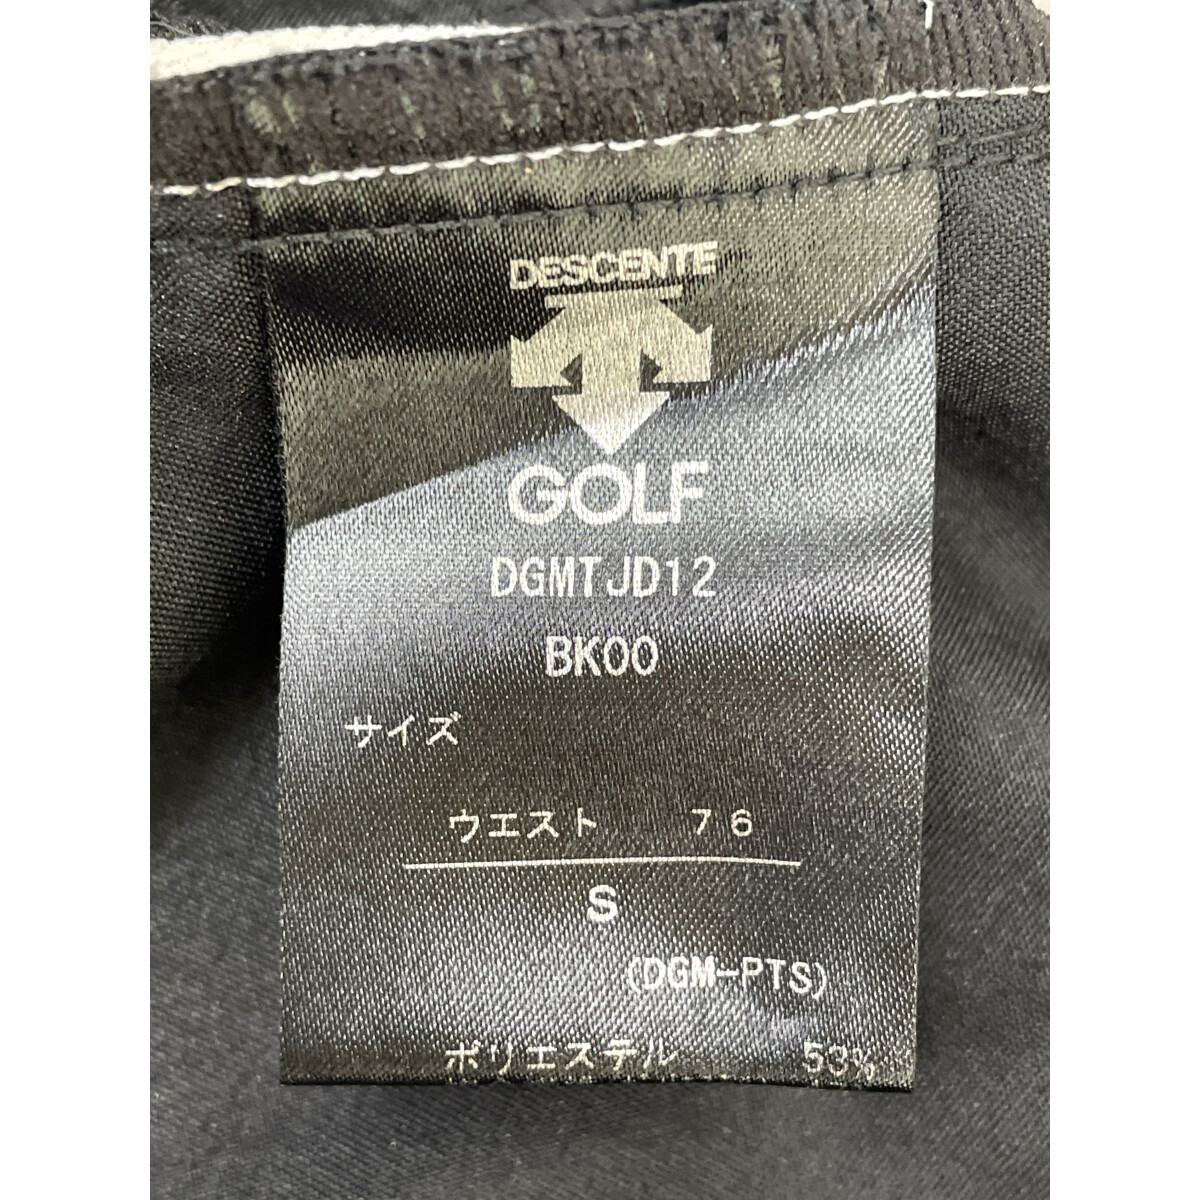 DESCENTE
GOLF
DGMTJD12
BK00
サイズ
ウエスト 76
S
(DGM-PTS)
ポリエステル 53%